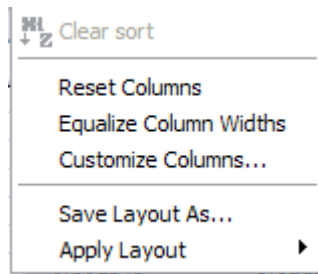 Clear sort
Reset Columns
Equalize Column Widths
Customize Columns...
Save Layout As...
Apply Layout